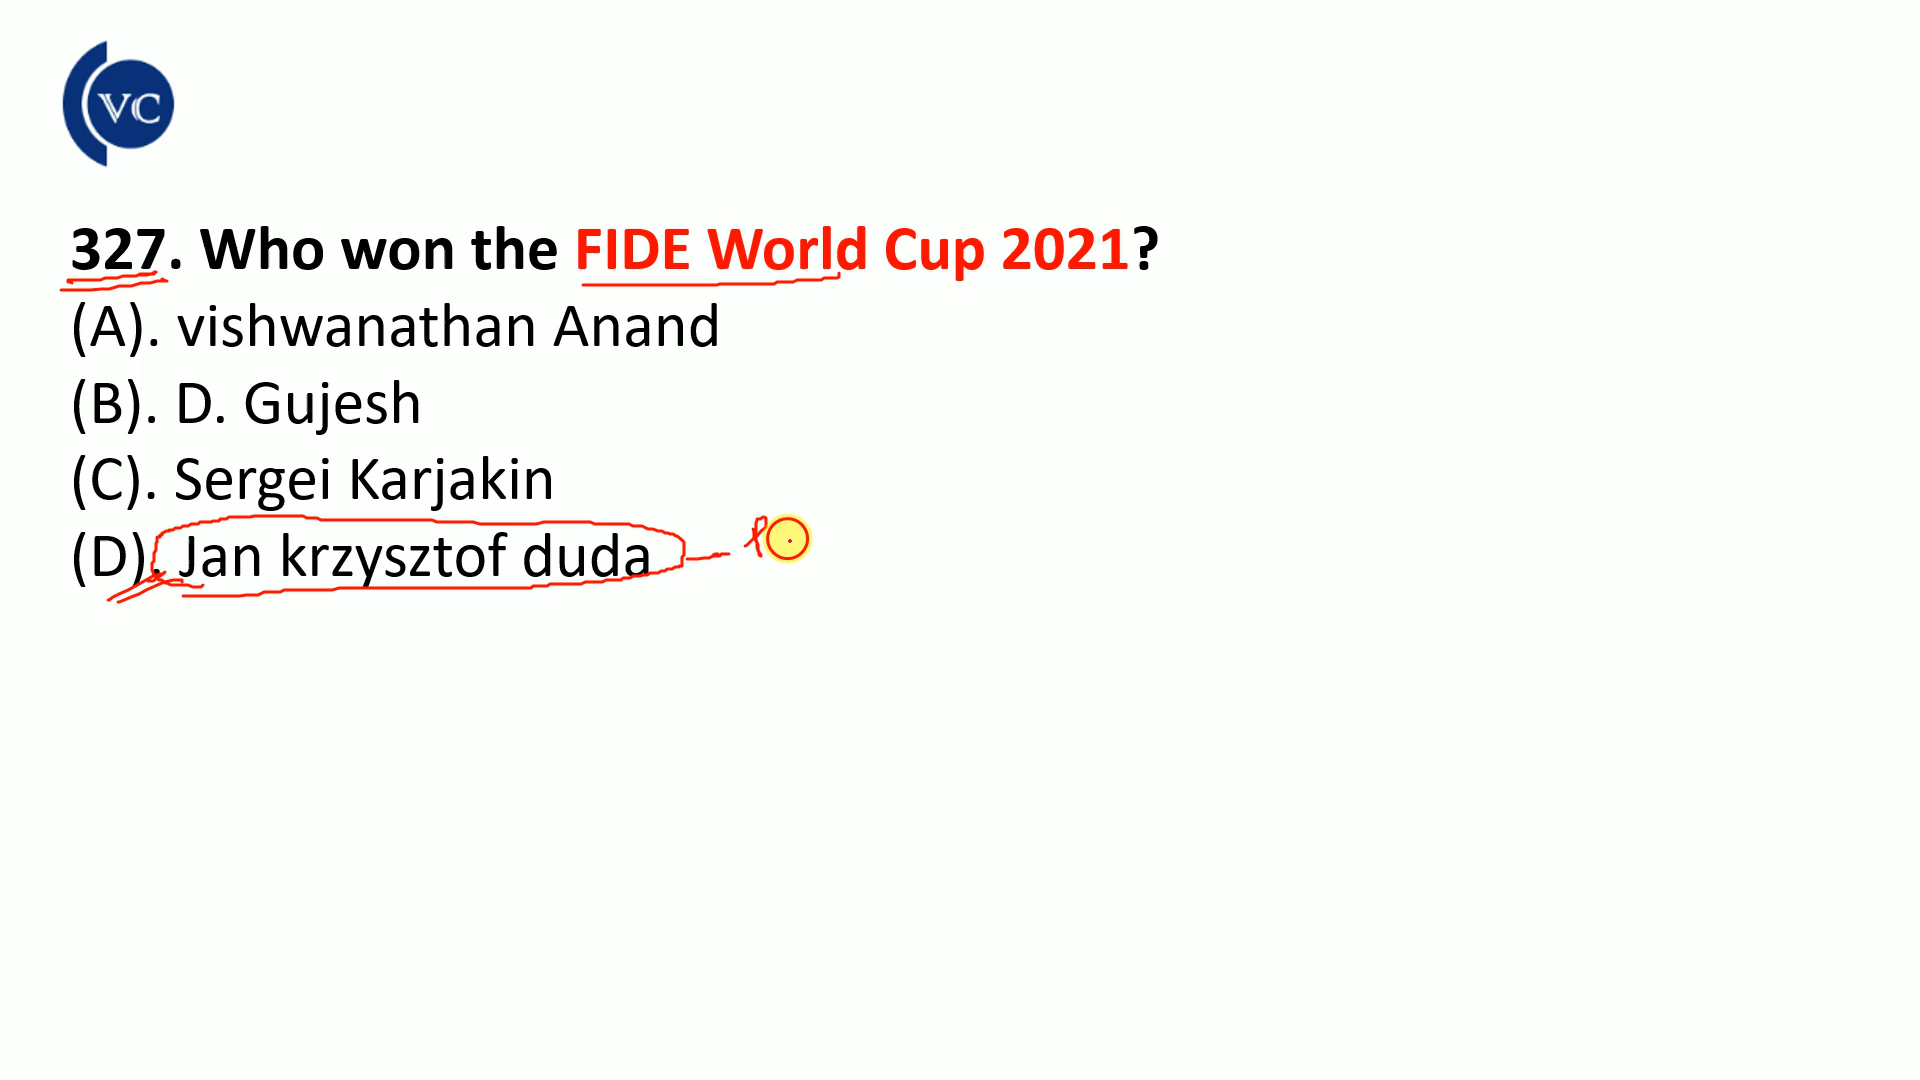 VC
327. Who won the FIDE World Cup 2021?
(A). vishwanathan Anand
(B). D. Gujesh
(C). Sergei Karjakin
(D). Jan krzysztof duda